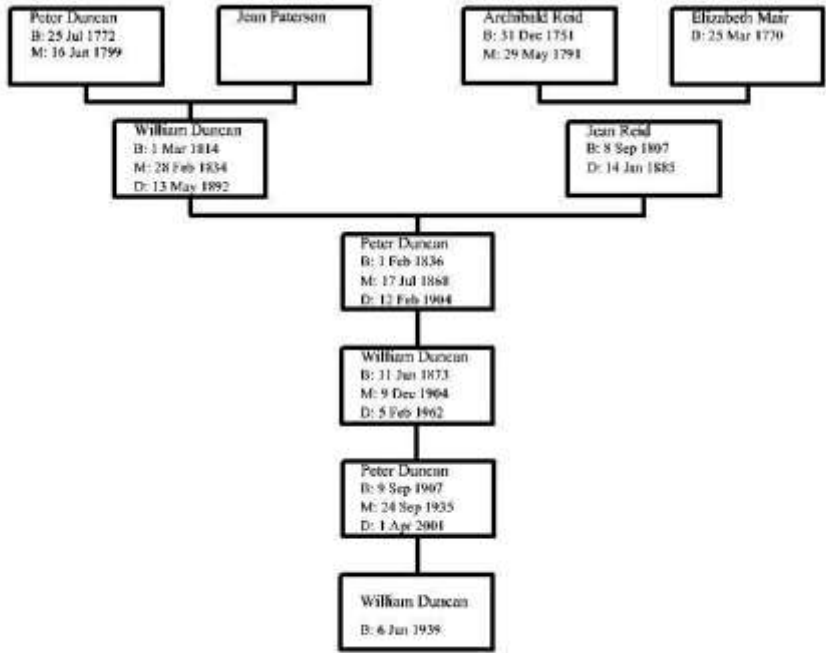 Peter Duncan
B: 25 Jul 1772
M: 16 Jun 1799
Jean Paterson
Archibald Reid
B: 31 Dec 1751
M: 29 May 1791
Elizabeth Mair
D: 25 Mar 1770
William Duncan
B: 1 Mar 1814
M: 28 Feb 1834
D: 13 May 1892
Jean Reid
B: 8 Sep 1807
D: 14 Jan 1885
Peter Duncan
B: 1 Feb 1836
M: 17 Jul 1868
D: 12 Feb 1904
William Duncan
B: 11 Jun 1873
M: 9 Dec 1904
D: 5 Feb 1962
Peter Duncan
B: 9 Sep 1907
M: 24 Sep 1935
D: 1 Apr 2001
William Duncan
B: 6 Jun 1939